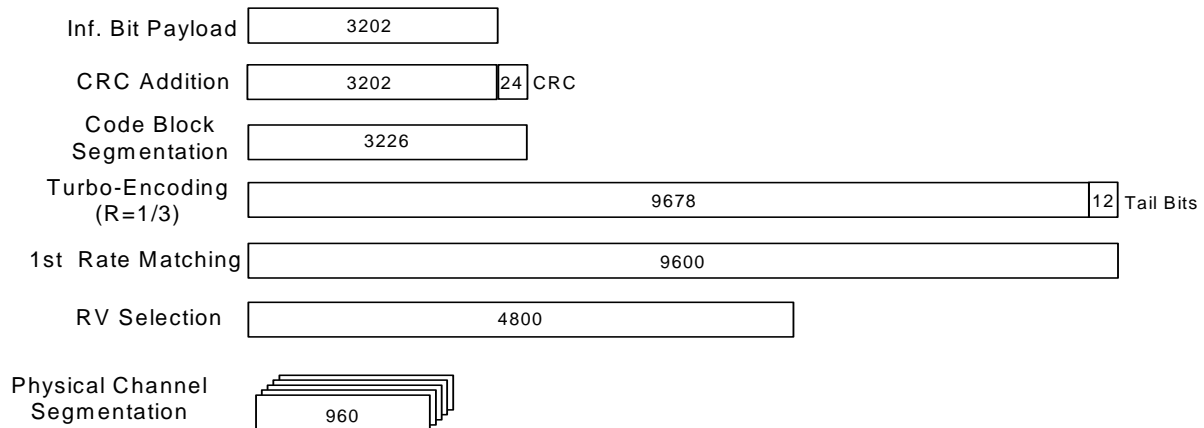 Inf. Bit Payload 3202
CRC Addition 3202 24 CRC
Code Block
Segmentation 3226
Turbo-Encoding
(R=1/3) 9678 12 Tail Bits
1st Rate Matching 9600
RV Selection 4800
Physical Channel
Segmentation 960